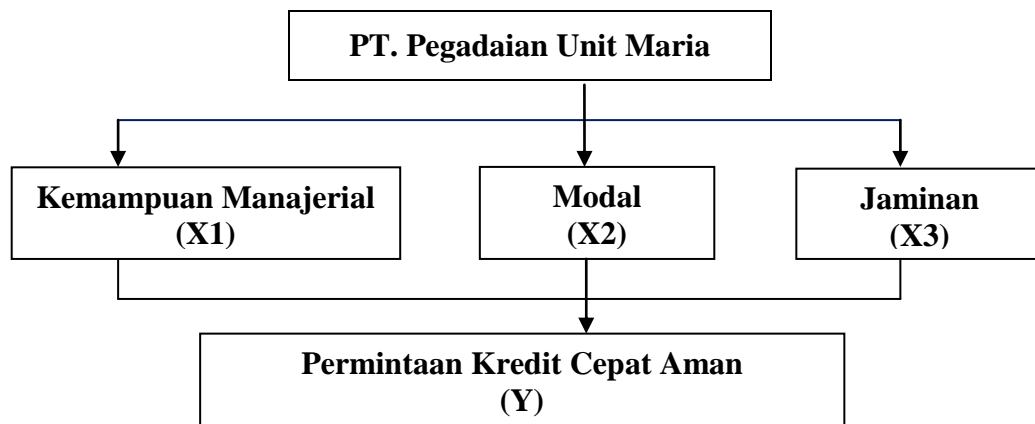 PT. Pegadaian Unit Maria
Kemampuan Manajerial
(X1)
Modal
(X2)
Jaminan
(X3)
Permintaan Kredit Cepat Aman
(Y)